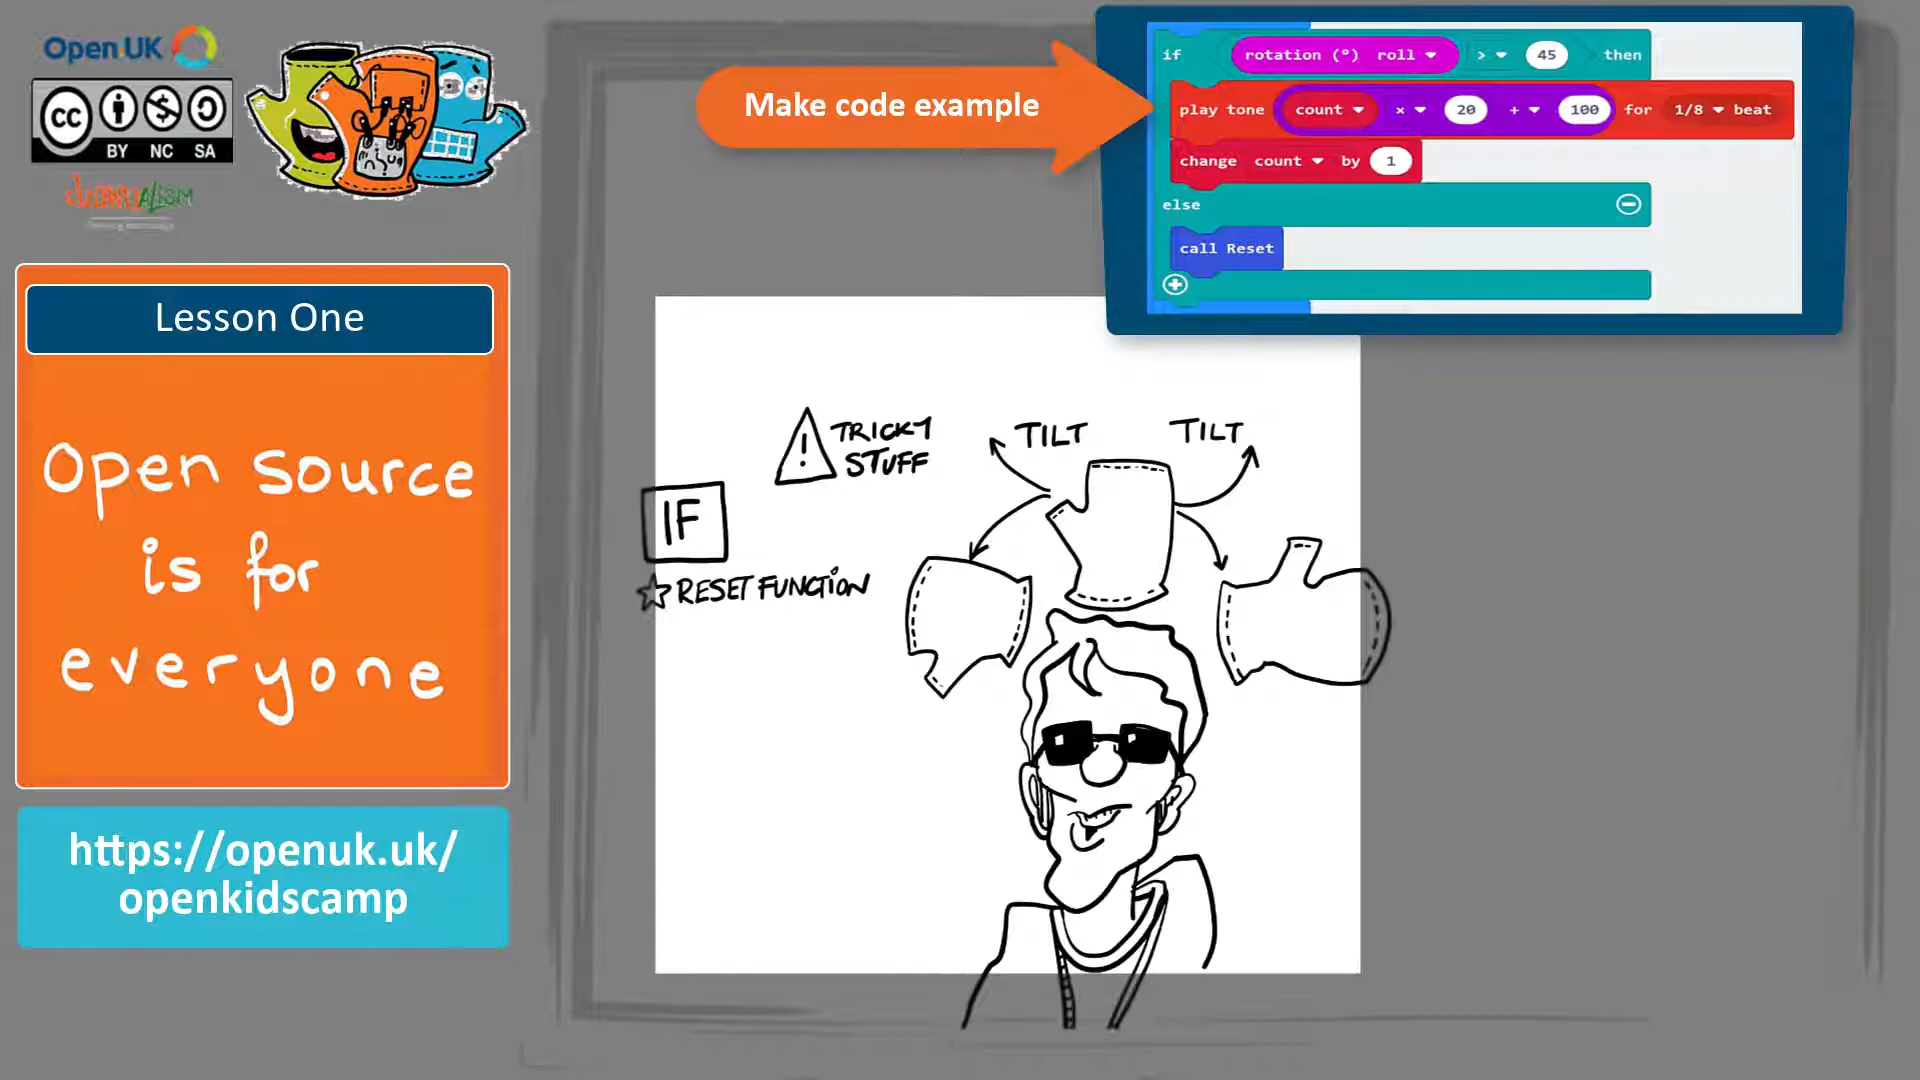 Open UK
cc
BY NC SA
Lesson One
Open source
is for
everyone
https://openuk.uk/
openkidscamp
Make code example
if rotation (°) roll > 45 then
play tone count × 20 + 100 for 1/8 beat
change count by 1
else
call Reset
TRICKY
STUFF
TILT
TILT
IF
RESET FUNCTION